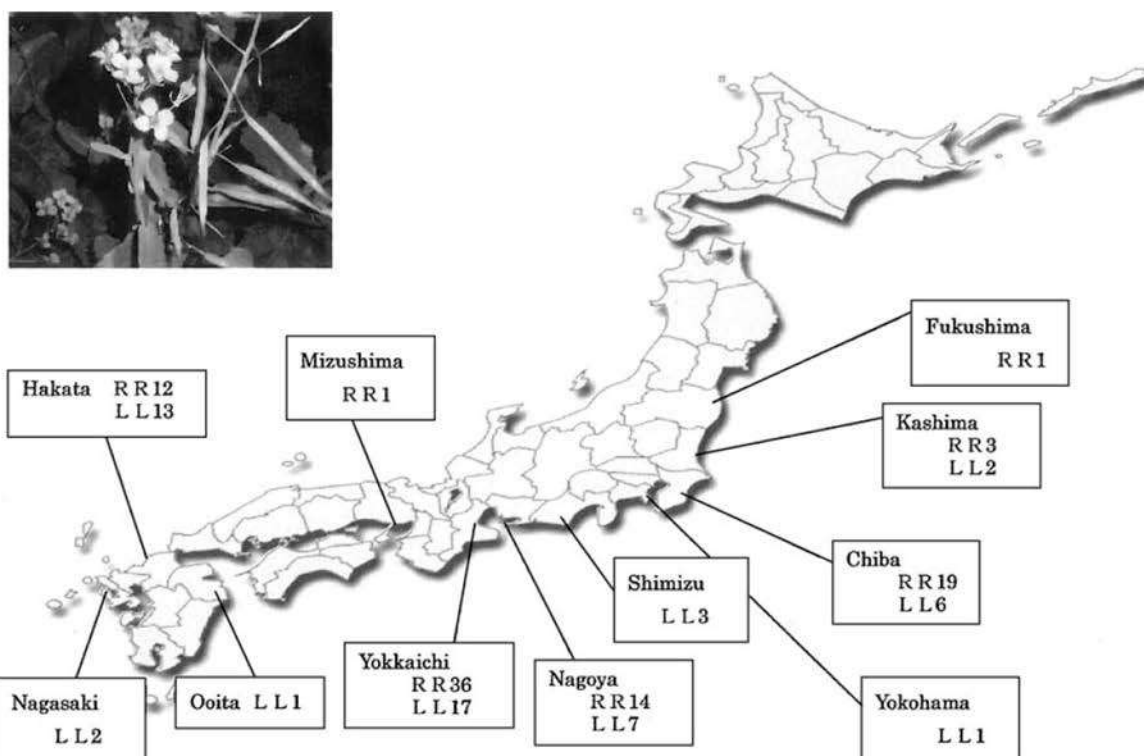 Fukushima
RR1
Mizushima
RR1
Hakata RR12
LL13
Kashima
RR3
LL2
Chiba
RR19
LL6
Shimizu
LL3
Yokkaichi
RR36
LL17
Nagoya
RR14
LL7
Yokohama
LL1
Nagasaki
LL2
Ooita LL1